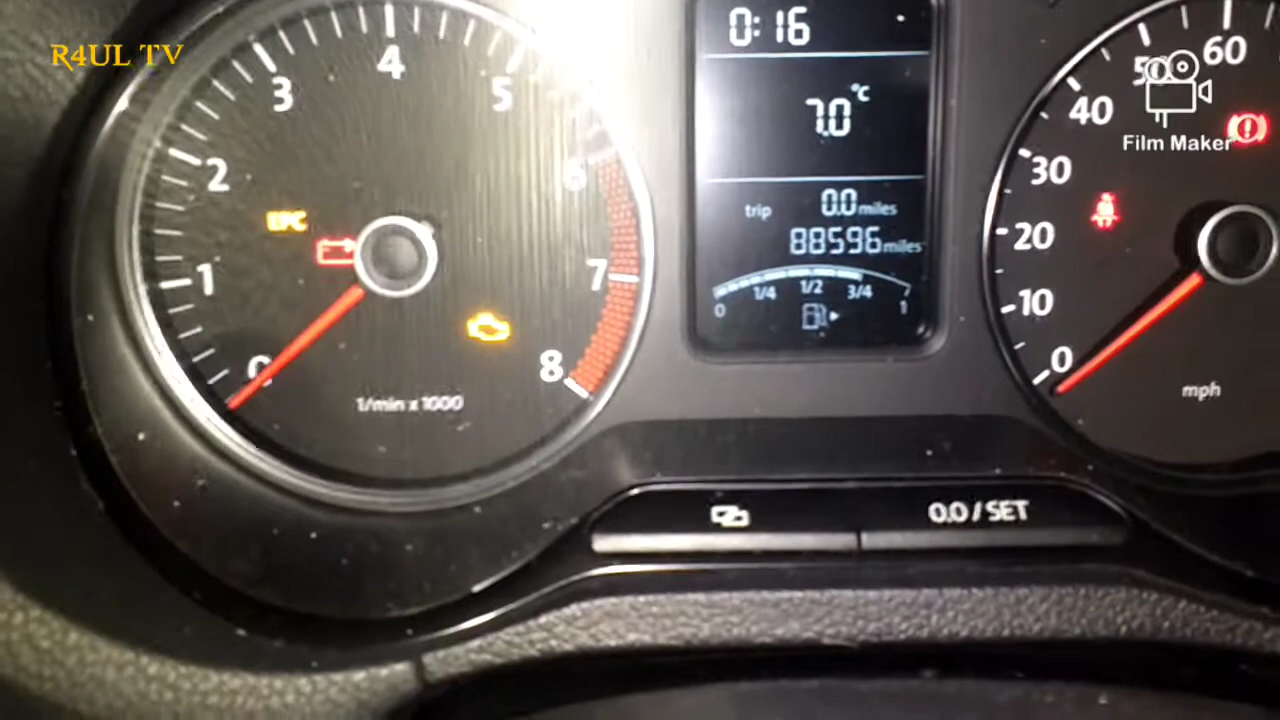 R4UL TV
0 1 2 3 4 5 6 7 8
EPC
1/min x 1000
0:16
7.0°C
trip 0.0 miles
88596 miles
0 1/4 1/2 3/4 1
0 10 20 30 40 50 60
mph
Film Maker
0.0 / SET